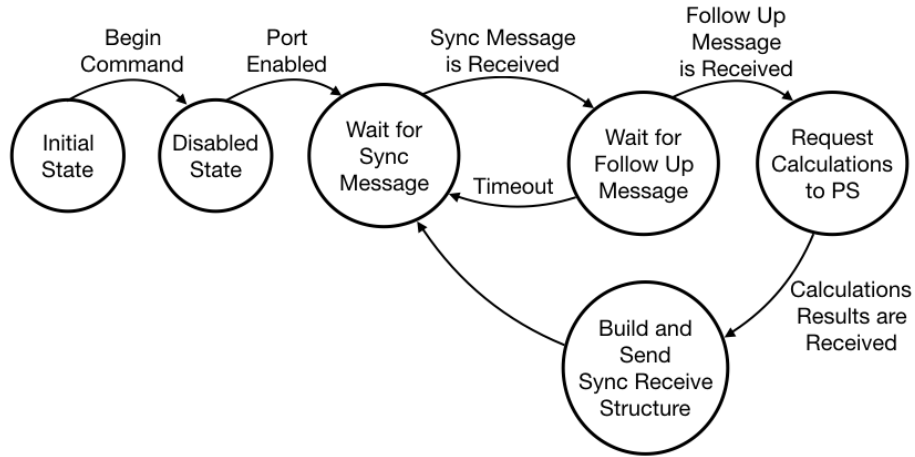 Begin
Command
Port
Enabled
Sync Message
is Received
Follow Up
Message
is Received
Initial
State
Disabled
State
Wait for
Sync
Message
Timeout
Wait for
Follow Up
Message
Request
Calculations
to PS
Calculations
Results are
Received
Build and
Send
Sync Receive
Structure